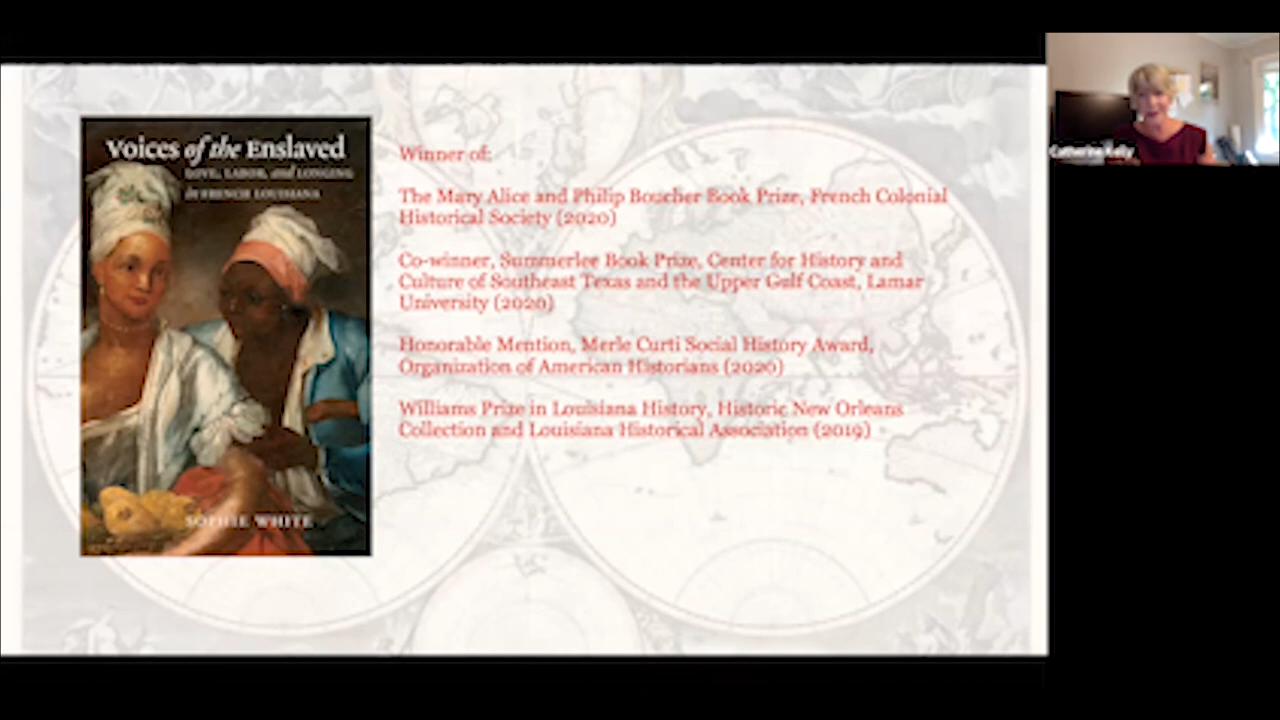 Voices of the Enslaved
LOVE, LABOR, and LONGING
in FRENCH LOUISIANA
SOPHIE WHITE
Winner of:
The Mary Alice and Philip Boucher Book Prize, French Colonial
Historical Society (2020)
Co-winner, Summerlee Book Prize, Center for History and
Culture of Southeast Texas and the Upper Gulf Coast, Lamar
University (2020)
Honorable Mention, Merle Curti Social History Award,
Organization of American Historians (2020)
Williams Prize in Louisiana History, Historic New Orleans
Collection and Louisiana Historical Association (2019)
Catherine Kelly